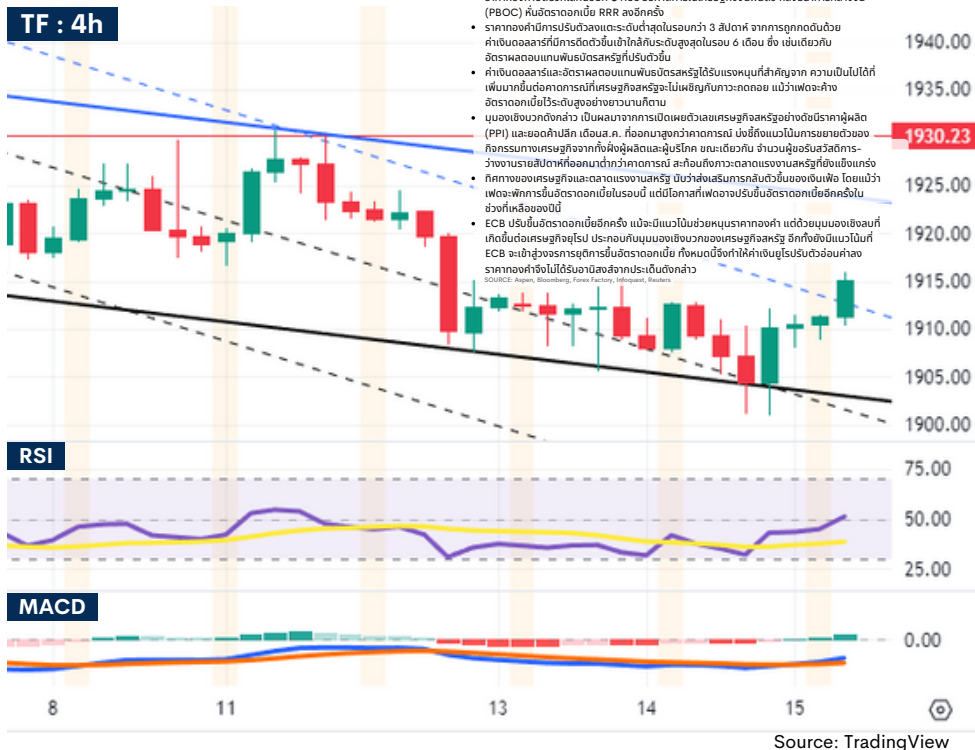 TF : 4h
(PBOC) หั่นอัตราดอกเบี้ย RRR ลงอีกครั้ง
• ราคาทองคำมีการปรับตัวลงแตะระดับต่ำสุดในรอบกว่า 3 สัปดาห์ จากการถูกกดดันด้วย
ค่าเงินดอลลาร์ที่มีการดีดตัวขึ้นเข้าใกล้กับระดับสูงสุดในรอบ 6 เดือน ซึ่ง เช่นเดียวกับ
อัตราผลตอบแทนพันธบัตรสหรัฐที่ปรับตัวขึ้น
• ค่าเงินดอลลาร์และอัตราผลตอบแทนพันธบัตรสหรัฐได้รับแรงหนุนที่สำคัญจาก ความเป็นไปได้ที่
เพิ่มมากขึ้นต่อคาดการณ์ที่เศรษฐกิจสหรัฐจะไม่เผชิญกับภาวะถดถอย แม้ว่าเฟดจะค้าง
อัตราดอกเบี้ยไว้ระดับสูงอย่างยาวนานก็ตาม
• มุมมองเชิงบวกดังกล่าว เป็นผลมาจากการเปิดเผยตัวเลขเศรษฐกิจสหรัฐอย่างดัชนีราคาผู้ผลิต
(PPI) และยอดค้าปลีก เดือนส.ค. ที่ออกมาสูงกว่าคาดการณ์ บ่งชี้ถึงแนวโน้มการขยายตัวของ
กิจกรรมทางเศรษฐกิจจากทั้งฝั่งผู้ผลิตและผู้บริโภค ขณะเดียวกัน จำนวนผู้ขอรับสวัสดิการ-
ว่างงานรายสัปดาห์ที่ออกมาต่ำกว่าคาดการณ์ สะท้อนถึงภาวะตลาดแรงงานสหรัฐที่ยังแข็งแกร่ง
• ทิศทางของเศรษฐกิจและตลาดแรงงานสหรัฐ นับว่าส่งเสริมการกลับตัวขึ้นของเงินเฟ้อ โดยแม้ว่า
เฟดจะพักการขึ้นอัตราดอกเบี้ยในรอบนี้ แต่มีโอกาสที่เฟดอาจปรับขึ้นอัตราดอกเบี้ยอีกครั้งใน
ช่วงที่เหลือของปีนี้
• ECB ปรับขึ้นอัตราดอกเบี้ยอีกครั้ง แม้จะมีแนวโน้มช่วยหนุนราคาทองคำ แต่ด้วยมุมมองเชิงลบที่
เกิดขึ้นต่อเศรษฐกิจยุโรป ประกอบกับมุมมองเชิงบวกของเศรษฐกิจสหรัฐ อีกทั้งยังมีแนวโน้มที่
ECB จะเข้าสู่วงจรการยุติการขึ้นอัตราดอกเบี้ย ทั้งหมดนี้จึงทำให้ค่าเงินยูโรปรับตัวอ่อนค่าลง
ราคาทองคำจึงไม่ได้รับอานิสงส์จากประเด็นดังกล่าว
SOURCE: Aspen, Bloomberg, Forex Factory, Infoquest, Reuters
1940.00
1935.00
1930.23
1925.00
1920.00
1915.00
1910.00
1905.00
1900.00
RSI
75.00
50.00
25.00
MACD
0.00
8 11 13 14 15
Source: TradingView